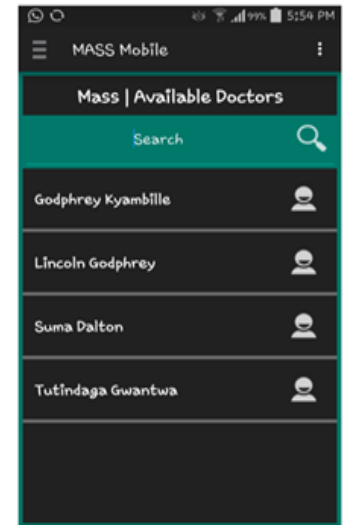 99% 5:54 PM
MASS Mobile
Mass | Available Doctors
Search
Godphrey Kyambille
Lincoln Godphrey
Suma Dalton
Tutindaga Gwantwa